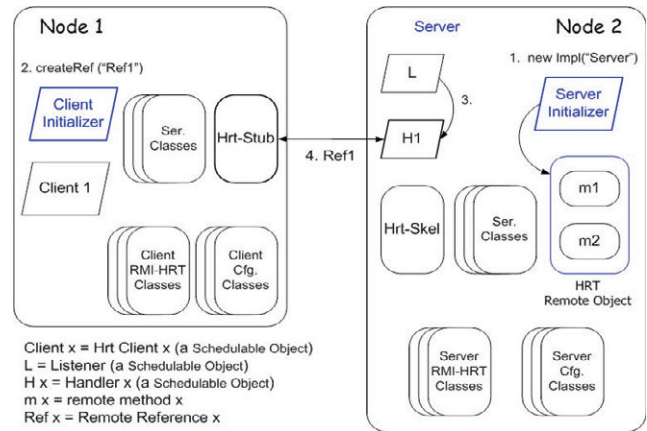 Node 1
2. createRef ("Ref1")
Client
Initializer
Ser.
Classes
Hrt-Stub
Client 1
Client
RMI-HRT
Classes
Client
Cfg.
Classes
4. Ref1
Server
Node 2
1. new Impl("Server")
L
3.
Server
Initializer
H1
m1
Hrt-Skel
Ser.
Classes
m2
HRT
Remote Object
Server
RMI-HRT
Classes
Server
Cfg.
Classes
Client x = Hrt Client x (a Schedulable Object)
L = Listener (a Schedulable Object)
H x = Handler x (a Schedulable Object)
m x = remote method x
Ref x = Remote Reference x